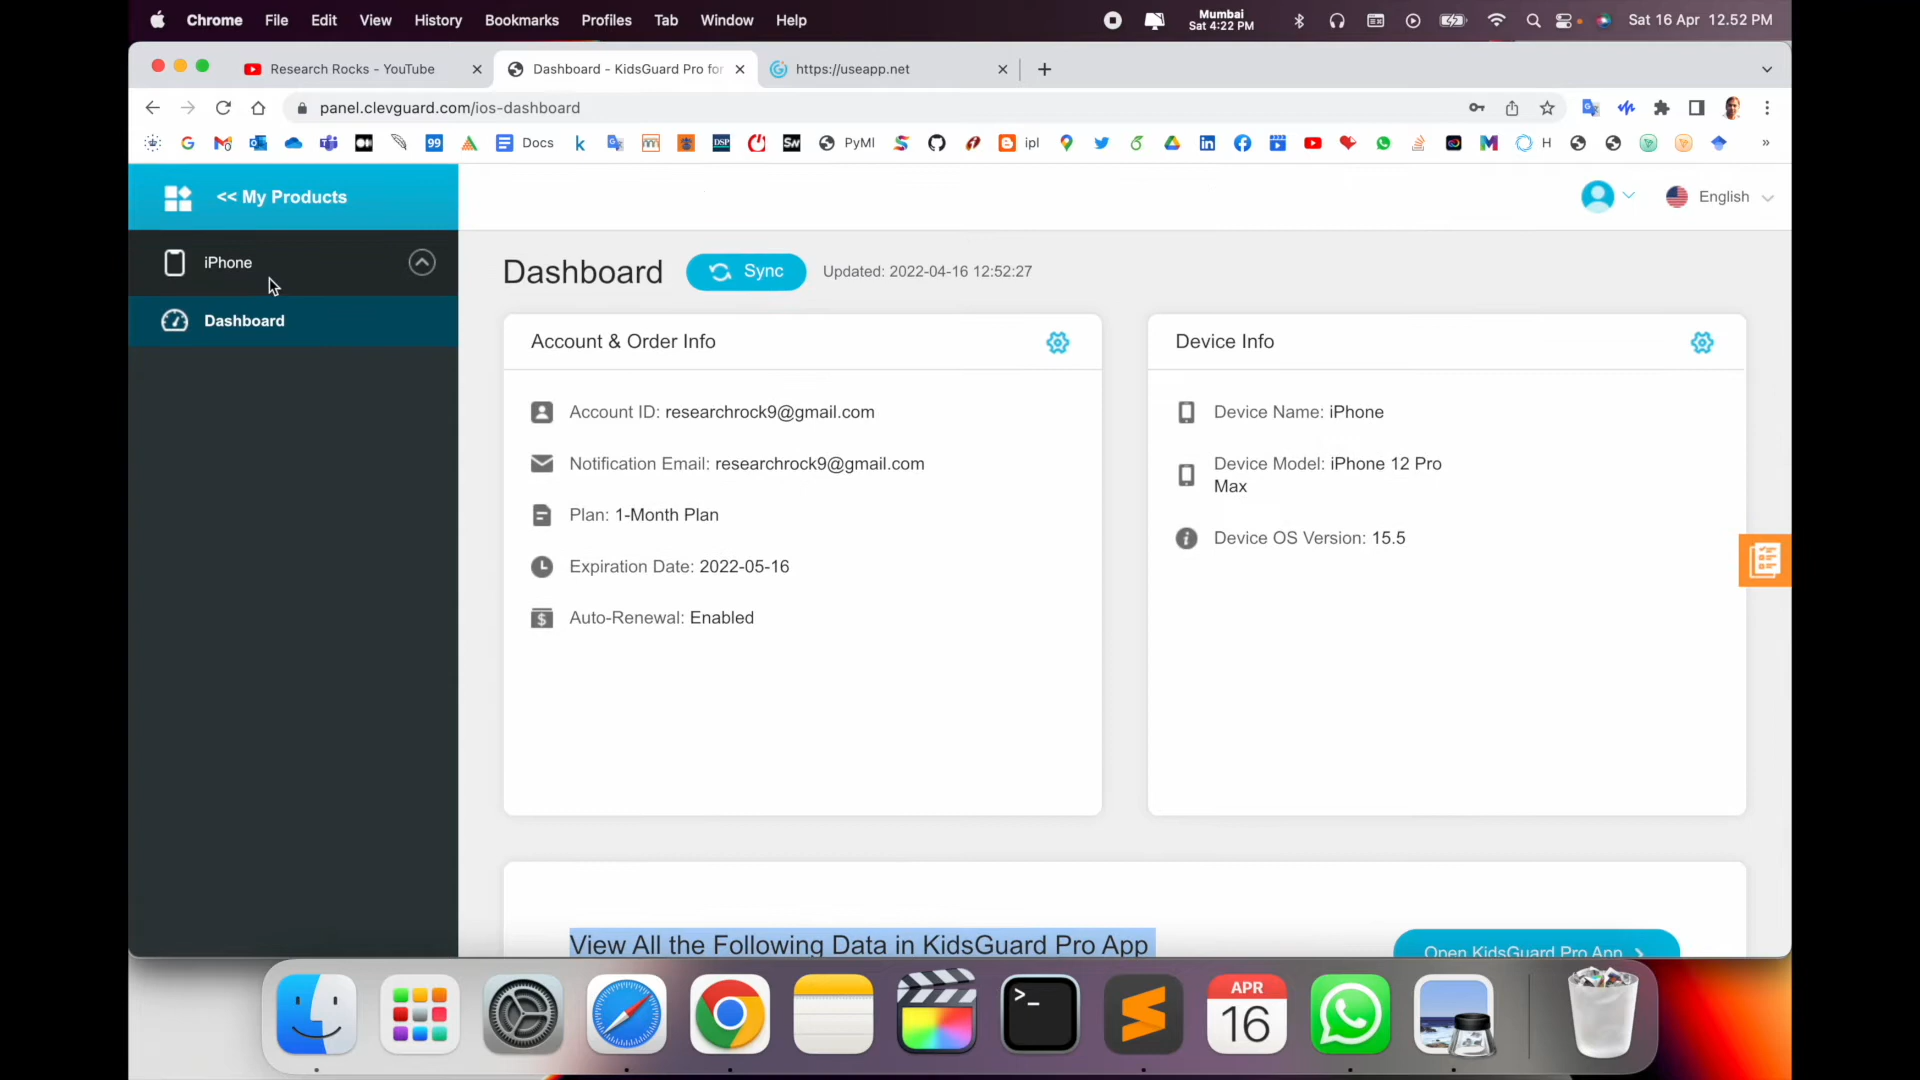 Chrome File Edit View History Bookmarks Profiles Tab Window Help
Mumbai
Sat 4:22 PM
Sat 16 Apr 12.52 PM
Research Rocks - YouTube
Dashboard - KidsGuard Pro for
https://useapp.net
panel.clevguard.com/ios-dashboard
99 Docs k m DSP SW PyMI ipl H »
<< My Products
English
iPhone
Dashboard
Dashboard
Sync
Updated: 2022-04-16 12:52:27
Account & Order Info
Account ID: researchrock9@gmail.com
Notification Email: researchrock9@gmail.com
Plan: 1-Month Plan
Expiration Date: 2022-05-16
Auto-Renewal: Enabled
Device Info
Device Name: iPhone
Device Model: iPhone 12 Pro
Max
Device OS Version: 15.5
View All the Following Data in KidsGuard Pro App
Open KidsGuard Pro App >
APR
16